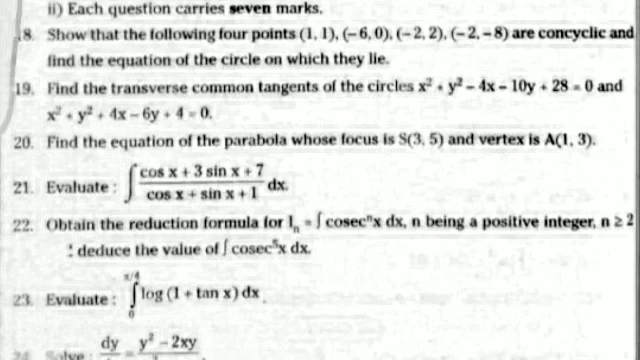 ii) Each question carries seven marks.
18. Show that the following four points (1, 1), (– 6, 0), (– 2, 2), (– 2, – 8) are concyclic and
find the equation of the circle on which they lie.
19. Find the transverse common tangents of the circles x² + y² – 4x – 10y + 28 = 0 and
x² + y² + 4x – 6y + 4 = 0.
20. Find the equation of the parabola whose focus is S(3, 5) and vertex is A(1, 3).
21. Evaluate : ∫ (cos x + 3 sin x + 7)/(cos x + sin x + 1) dx.
22. Obtain the reduction formula for Iₙ = ∫ cosecⁿx dx, n being a positive integer, n ≥ 2
deduce the value of ∫ cosec⁵x dx.
23. Evaluate : ∫₀^π/4 log (1 + tan x) dx.
24. Solve : dy y² – 2xy